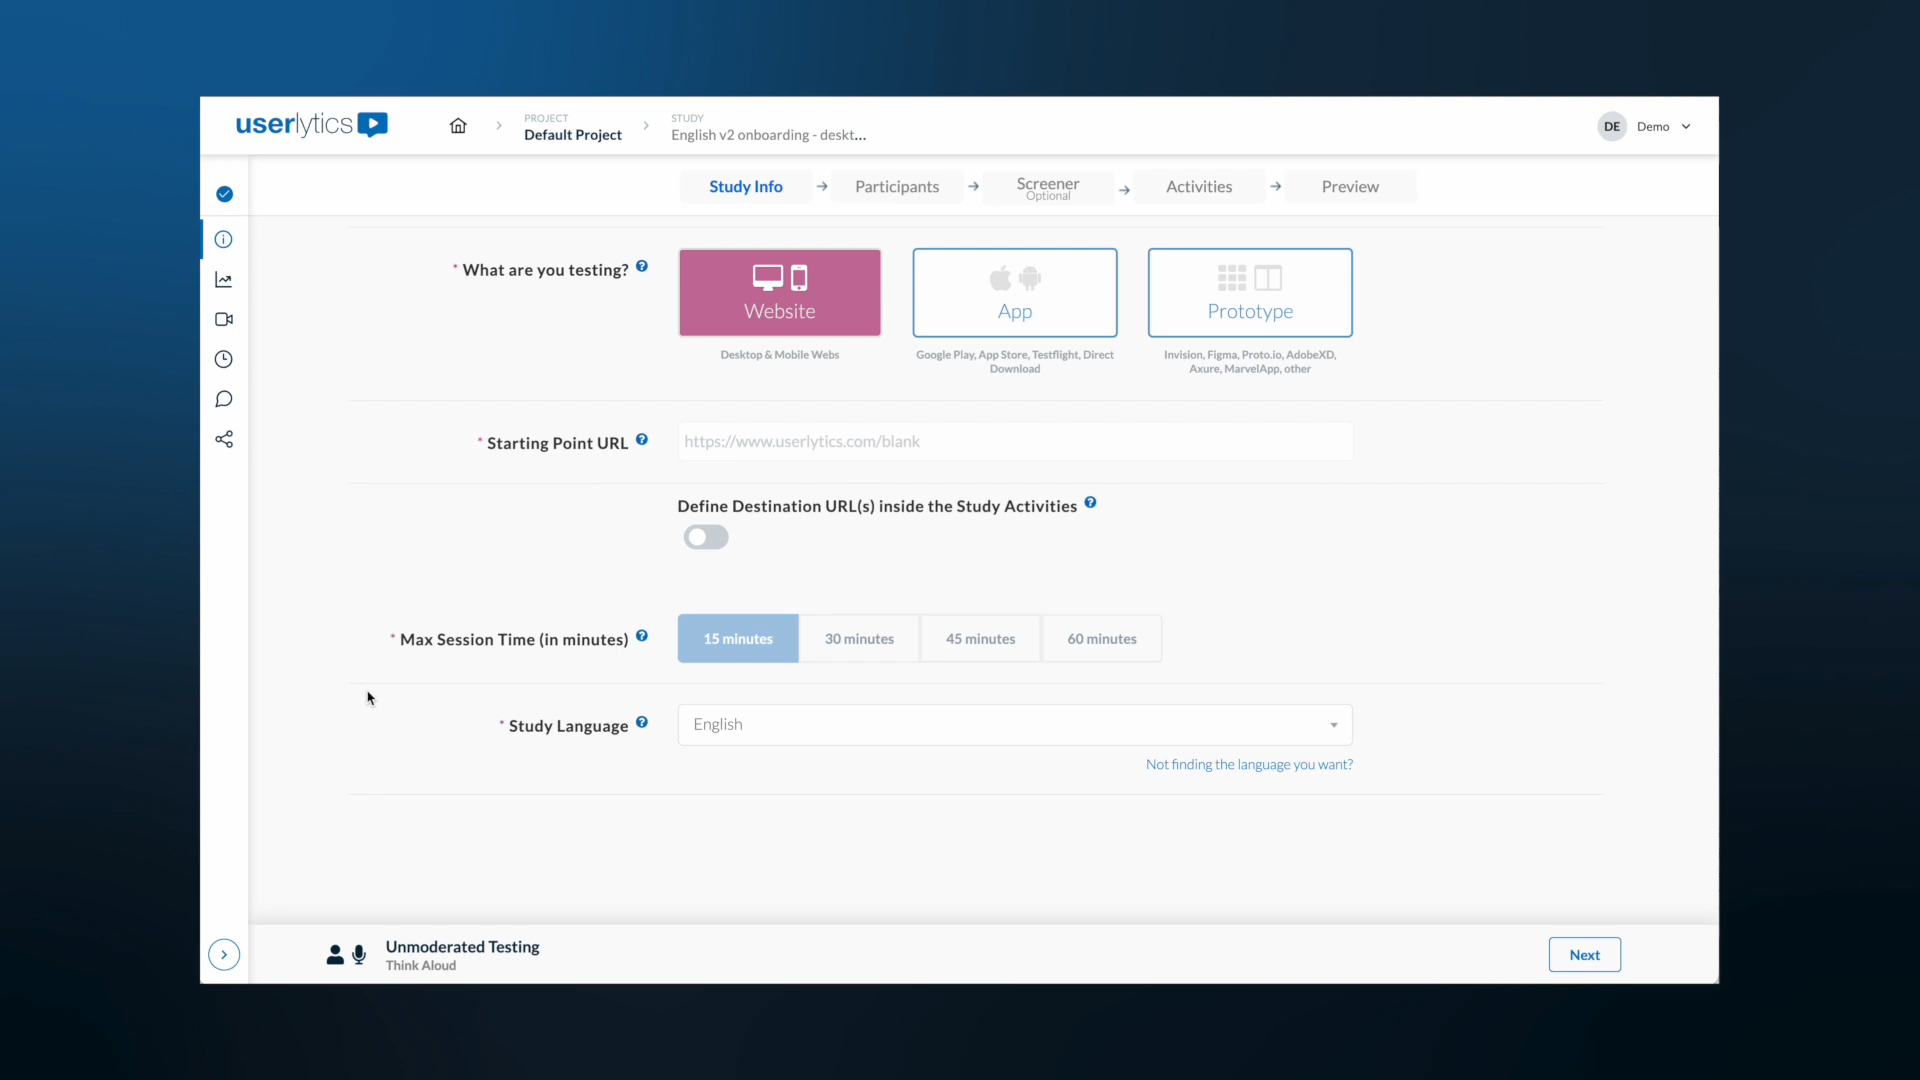 userlytics
PROJECT
Default Project
STUDY
English v2 onboarding - deskt...
DE
Demo
Study Info
Participants
Screener
Optional
Activities
Preview
* What are you testing? ?
Website
Desktop & Mobile Webs
App
Google Play, App Store, Testflight, Direct
Download
Prototype
Invision, Figma, Proto.io, AdobeXD,
Axure, MarvelApp, other
* Starting Point URL ?
https://www.userlytics.com/blank
Define Destination URL(s) inside the Study Activities ?
* Max Session Time (in minutes) ?
15 minutes
30 minutes
45 minutes
60 minutes
* Study Language ?
English
Not finding the language you want?
Unmoderated Testing
Think Aloud
Next